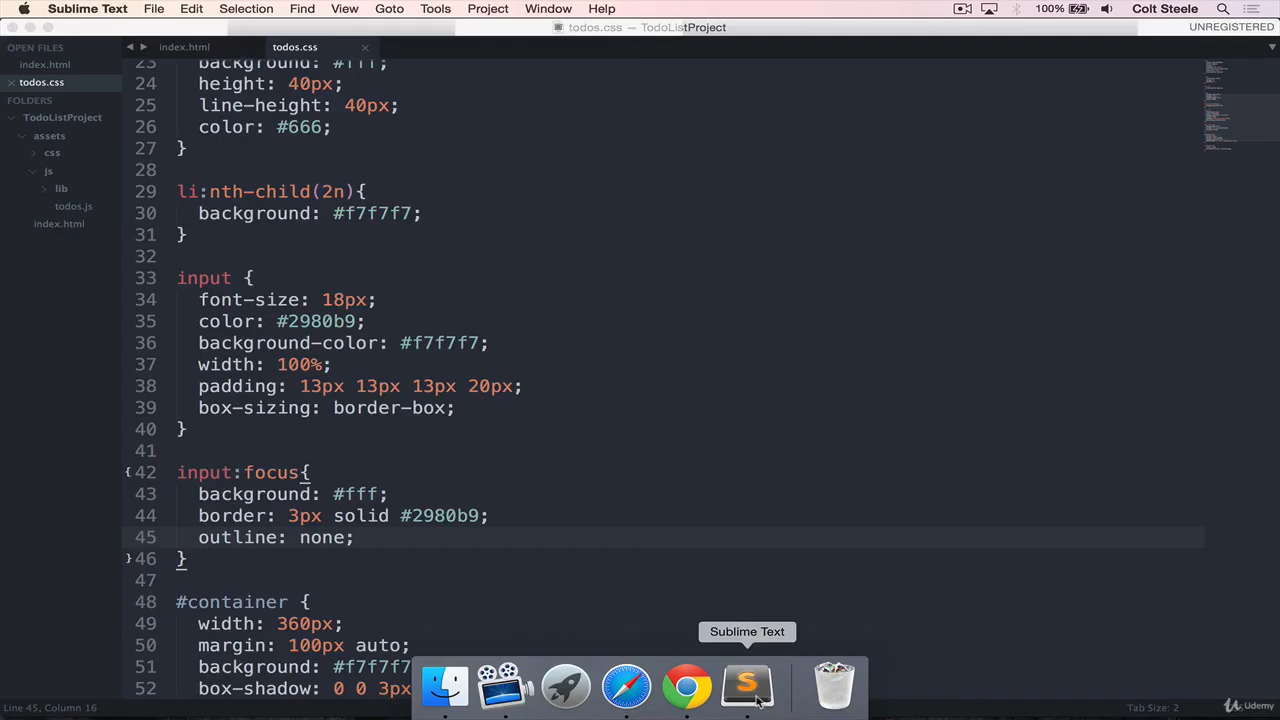 Sublime Text File Edit Selection Find View Goto Tools Project Window Help 100% Colt Steele
todos.css — TodoListProject UNREGISTERED
OPEN FILES
index.html
todos.css
FOLDERS
TodoListProject
assets
css
js
lib
todos.js
index.html
index.html todos.css
23 background: #fff;
24 height: 40px;
25 line-height: 40px;
26 color: #666;
27 }
28
29 li:nth-child(2n){
30 background: #f7f7f7;
31 }
32
33 input {
34 font-size: 18px;
35 color: #2980b9;
36 background-color: #f7f7f7;
37 width: 100%;
38 padding: 13px 13px 13px 20px;
39 box-sizing: border-box;
40 }
41
42 input:focus{
43 background: #fff;
44 border: 3px solid #2980b9;
45 outline: none;
46 }
47
48 #container {
49 width: 360px;
50 margin: 100px auto;
51 background: #f7f7f7
52 box-shadow: 0 0 3px
Sublime Text
S
Line 45, Column 16 Tab Size: 2 Udemy